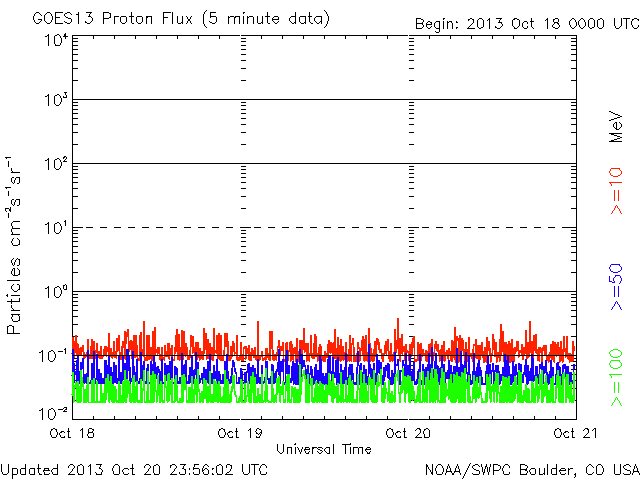 GOES13 Proton Flux (5 minute data)
Begin: 2013 Oct 18 0000 UTC
10⁴
10³
10²
10¹
10⁰
10⁻¹
10⁻²
Particles cm⁻²s⁻¹sr⁻¹
MeV
>=10
>=50
>=100
Oct 18
Oct 19
Oct 20
Oct 21
Universal Time
Updated 2013 Oct 20 23:56:02 UTC
NOAA/SWPC Boulder, CO USA